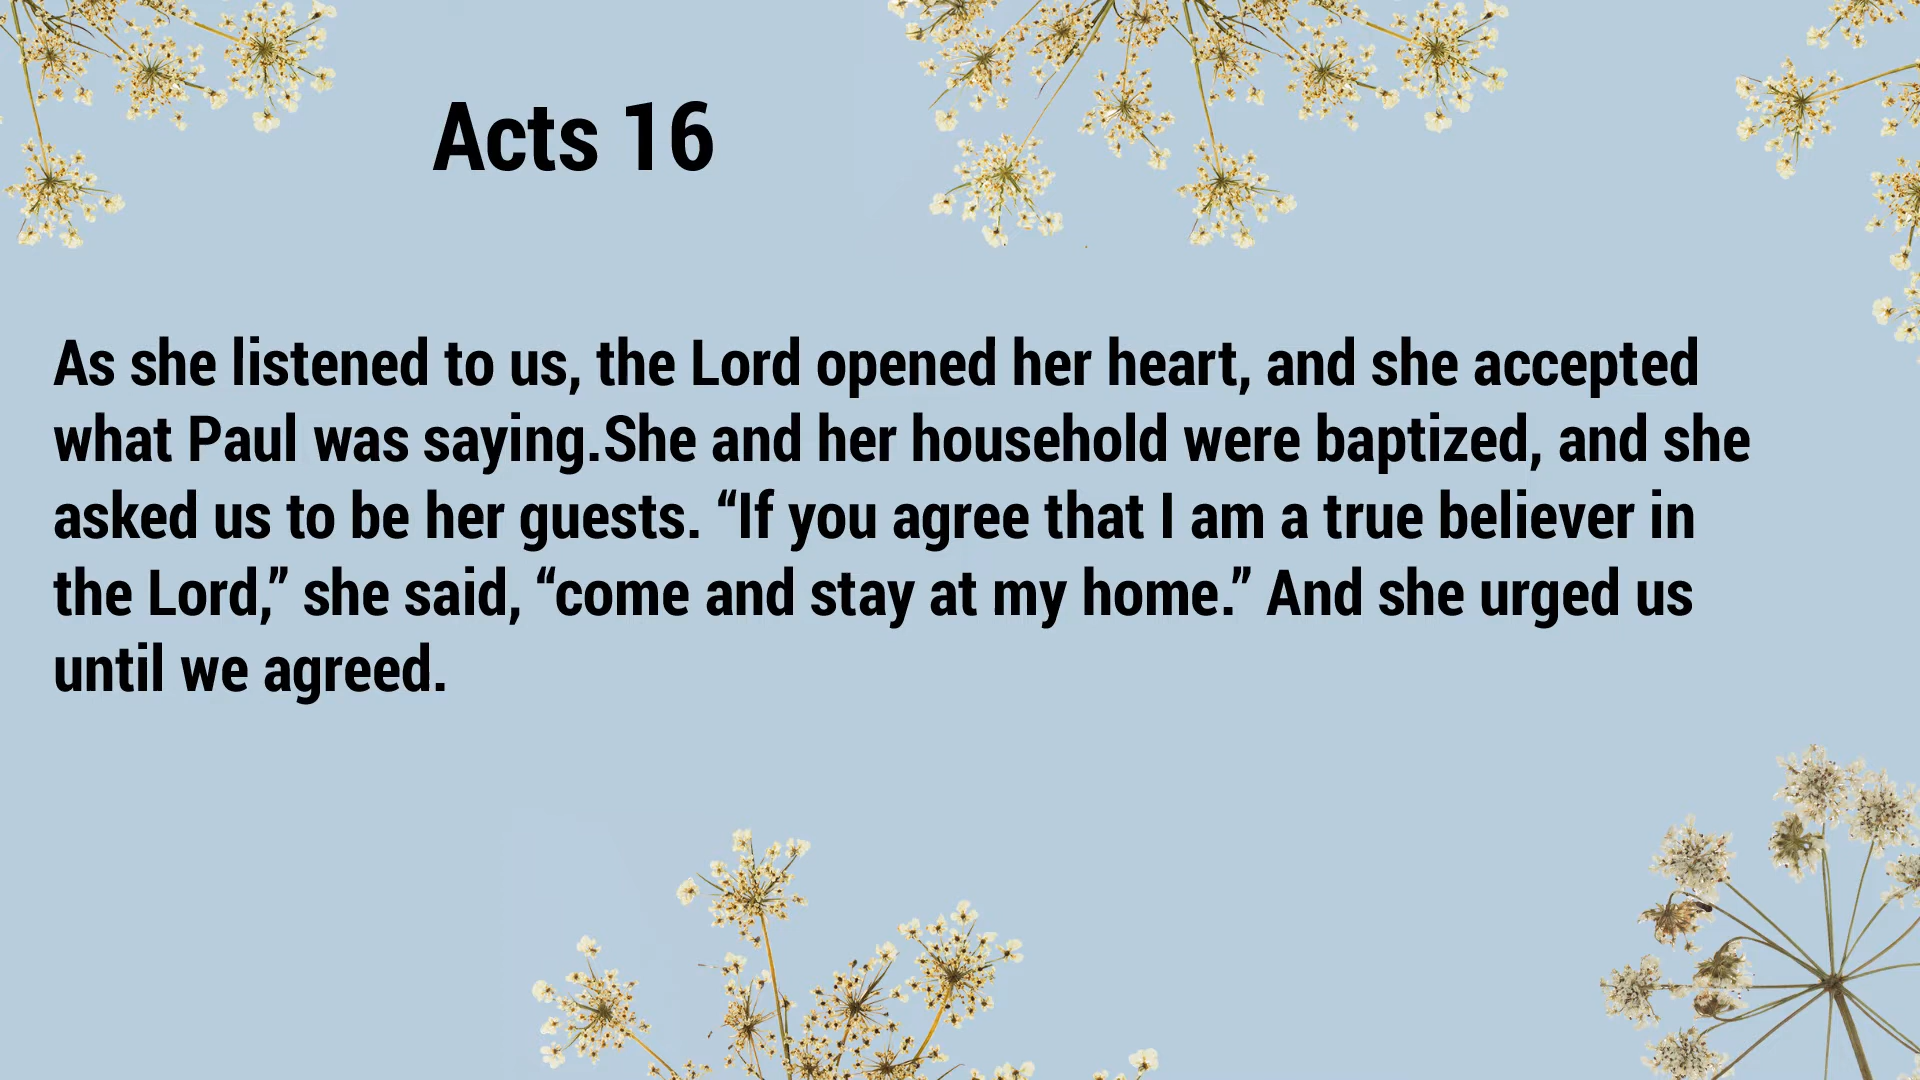 Acts 16
As she listened to us, the Lord opened her heart, and she accepted
what Paul was saying.She and her household were baptized, and she
asked us to be her guests. “If you agree that I am a true believer in
the Lord,” she said, “come and stay at my home.” And she urged us
until we agreed.